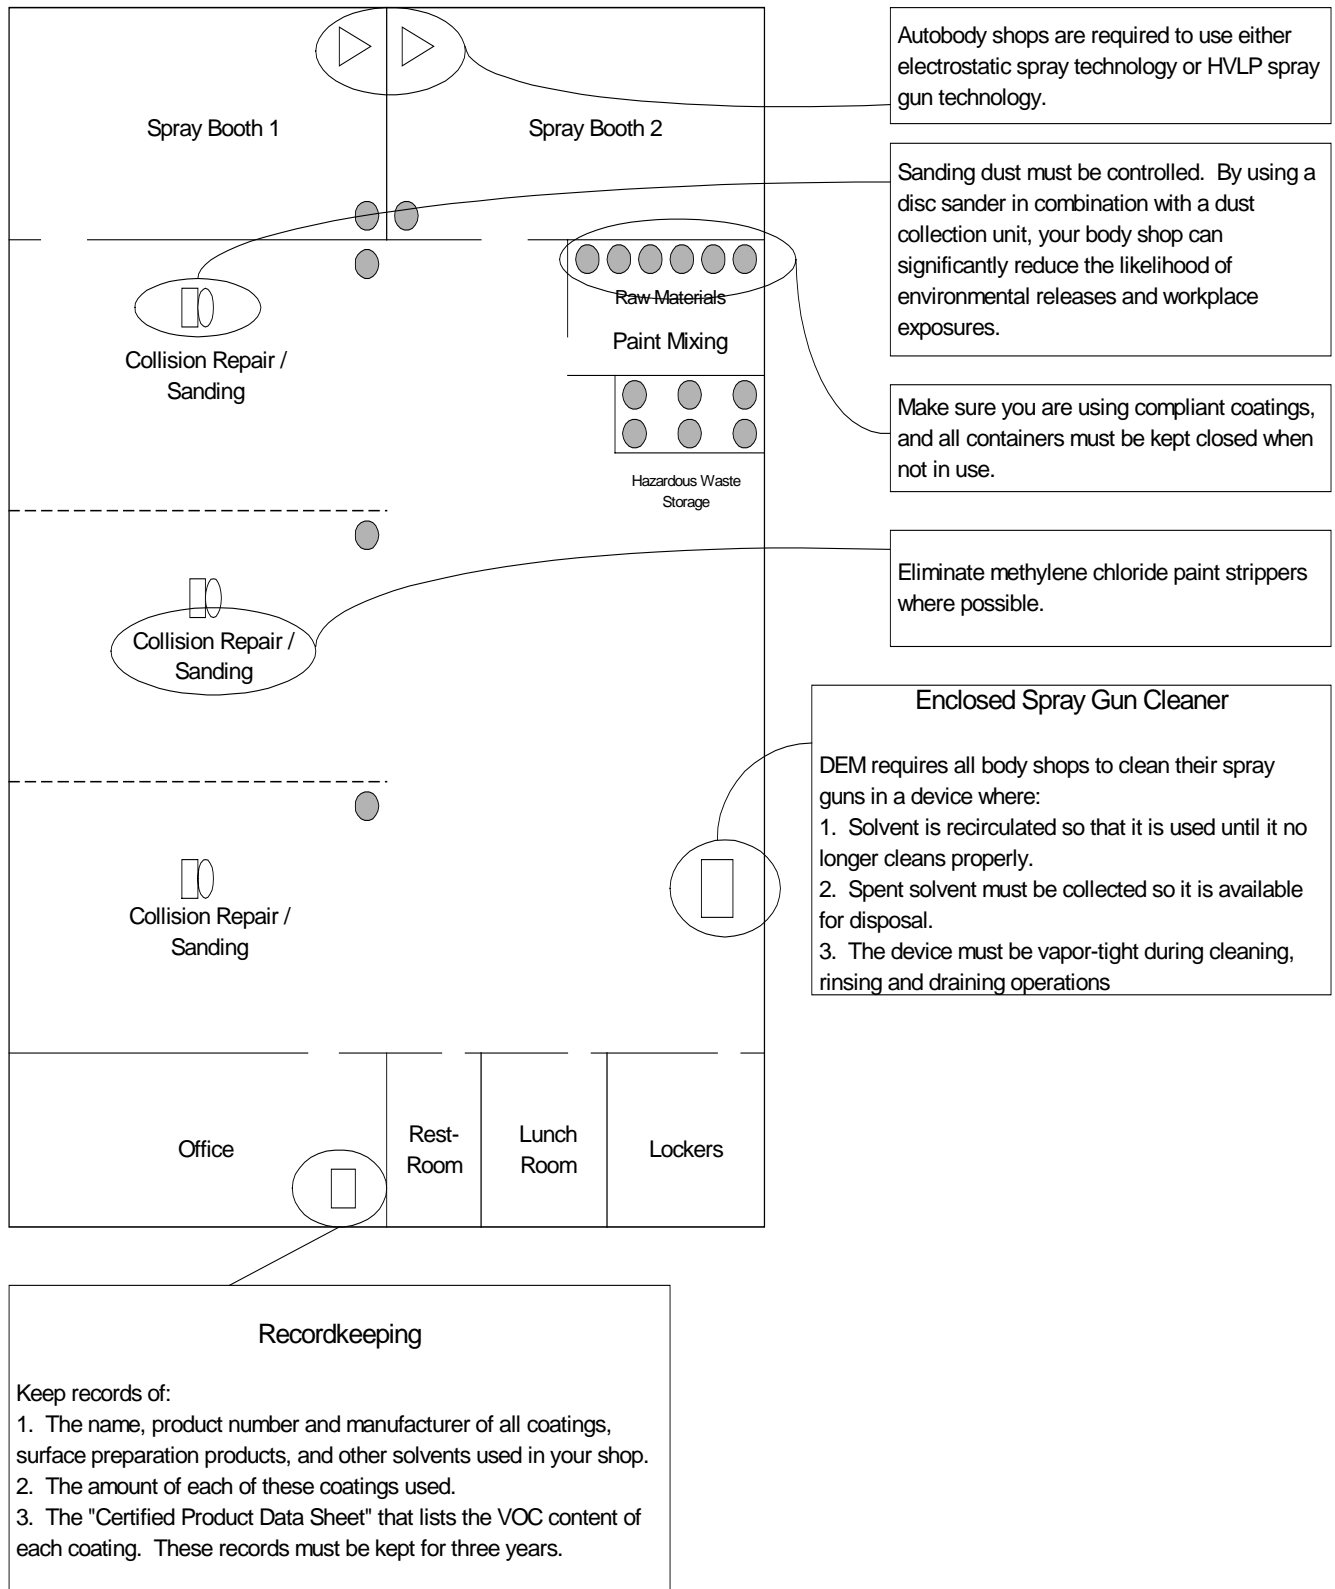 Spray Booth 1
Spray Booth 2
Raw Materials
Paint Mixing
Collision Repair /
Sanding
Hazardous Waste
Storage
Collision Repair /
Sanding
Collision Repair /
Sanding
Office
Rest-
Room
Lunch
Room
Lockers
Autobody shops are required to use either
electrostatic spray technology or HVLP spray
gun technology.
Sanding dust must be controlled.  By using a
disc sander in combination with a dust
collection unit, your body shop can
significantly reduce the likelihood of
environmental releases and workplace
exposures.
Make sure you are using compliant coatings,
and all containers must be kept closed when
not in use.
Eliminate methylene chloride paint strippers
where possible.
Enclosed Spray Gun Cleaner
DEM requires all body shops to clean their spray
guns in a device where:
1.  Solvent is recirculated so that it is used until it no
longer cleans properly.
2.  Spent solvent must be collected so it is available
for disposal.
3.  The device must be vapor-tight during cleaning,
rinsing and draining operations
Recordkeeping
Keep records of:
1.  The name, product number and manufacturer of all coatings,
surface preparation products, and other solvents used in your shop.
2.  The amount of each of these coatings used.
3.  The "Certified Product Data Sheet" that lists the VOC content of
each coating.  These records must be kept for three years.